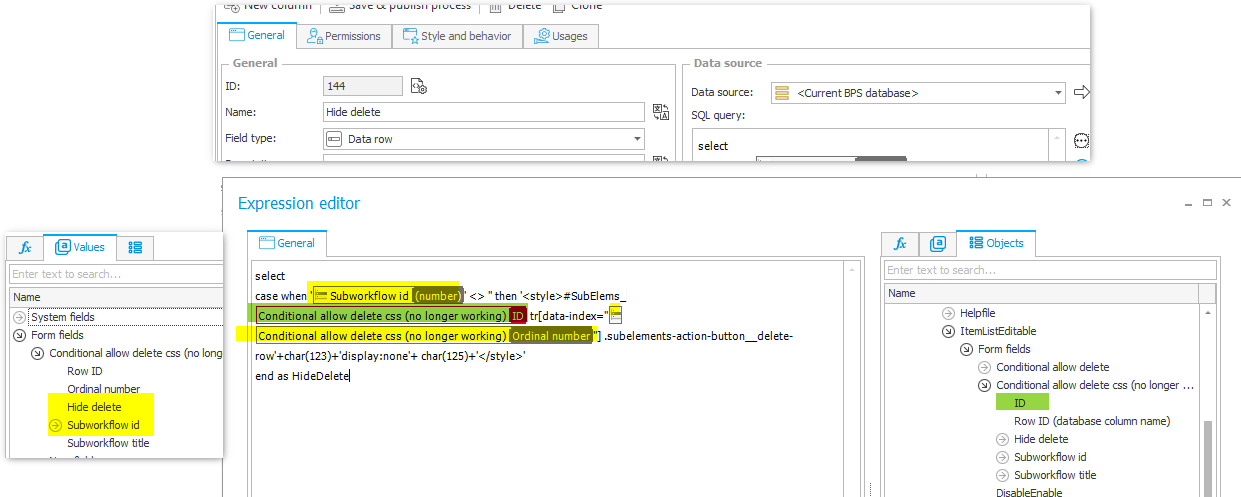 New column Save & publish process Delete Clone
General Permissions Style and behavior Usages
General
ID: 144
Name: Hide delete
Field type: Data row
Data source
Data source: <Current BPS database>
SQL query:
select
Expression editor
General
select
case when ' Subworkflow id (number)' <> '' then '<style>#SubElems_
Conditional allow delete css (no longer working) ID tr[data-index="
Conditional allow delete css (no longer working) Ordinal number"] .subelements-action-button__delete-
row'+char(123)+'display:none'+ char(125)+'</style>'
end as HideDelete
fx Values
Enter text to search...
Name
System fields
Form fields
Conditional allow delete css (no long
Row ID
Ordinal number
Hide delete
Subworkflow id
Subworkflow title
fx a Objects
Enter text to search...
Name
Helpfile
ItemListEditable
Form fields
Conditional allow delete
Conditional allow delete css (no longer ...
ID
Row ID (database column name)
Hide delete
Subworkflow id
Subworkflow title
DisableEnable